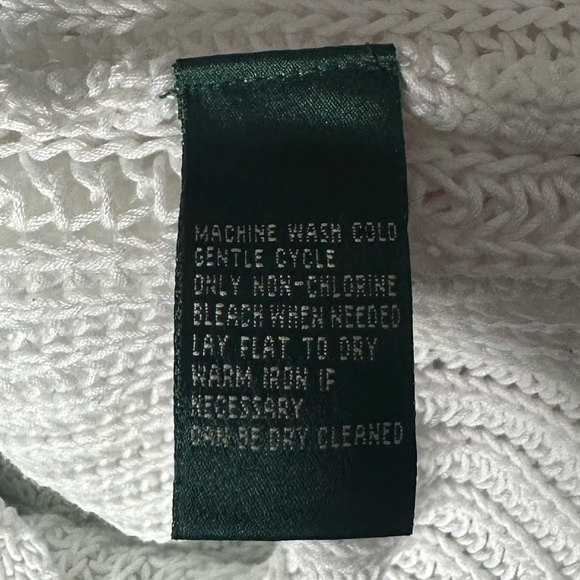 MACHINE WASH COLD
GENTLE CYCLE
ONLY NON-CHLORINE
BLEACH WHEN NEEDED
LAY FLAT TO DRY
WARM IRON IF
NECESSARY
CAN BE DRY CLEANED